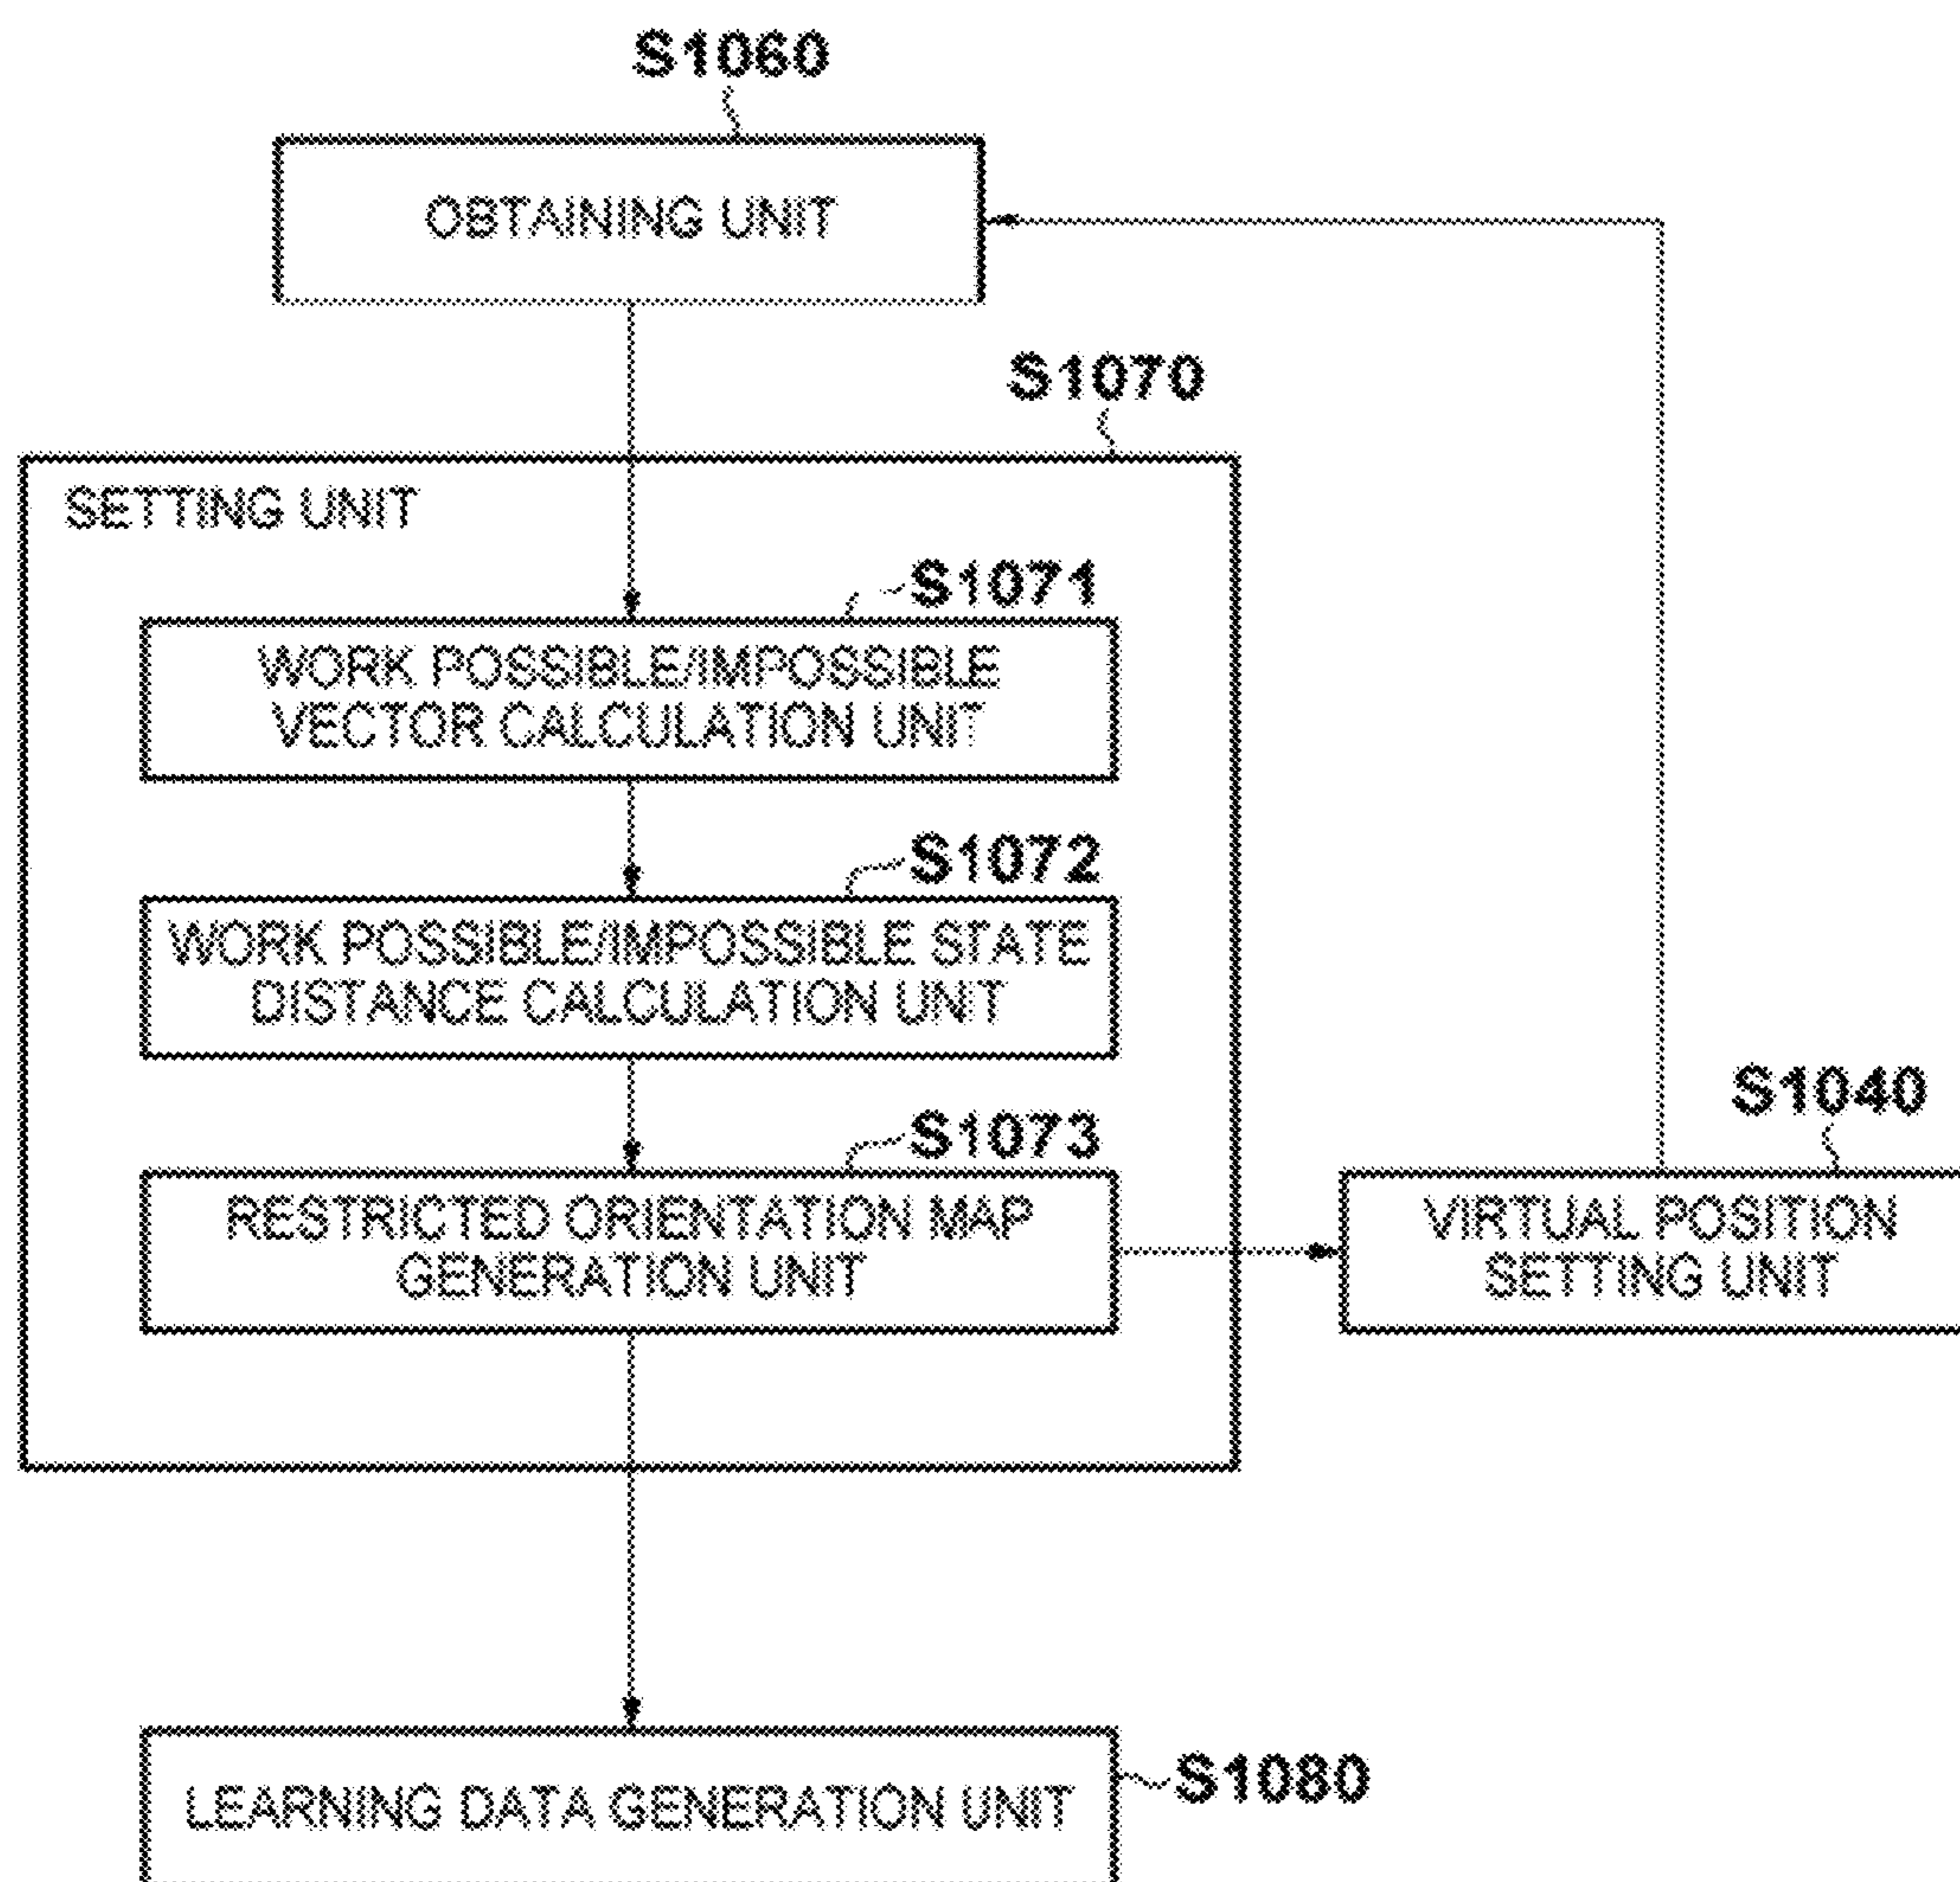 S1060
OBTAINING UNIT
S1070
SETTING UNIT
S1071
WORK POSSIBLE/IMPOSSIBLE
VECTOR CALCULATION UNIT
S1072
WORK POSSIBLE/IMPOSSIBLE STATE
DISTANCE CALCULATION UNIT
S1073
RESTRICTED ORIENTATION MAP
GENERATION UNIT
S1040
VIRTUAL POSITION
SETTING UNIT
LEARNING DATA GENERATION UNIT
S1080